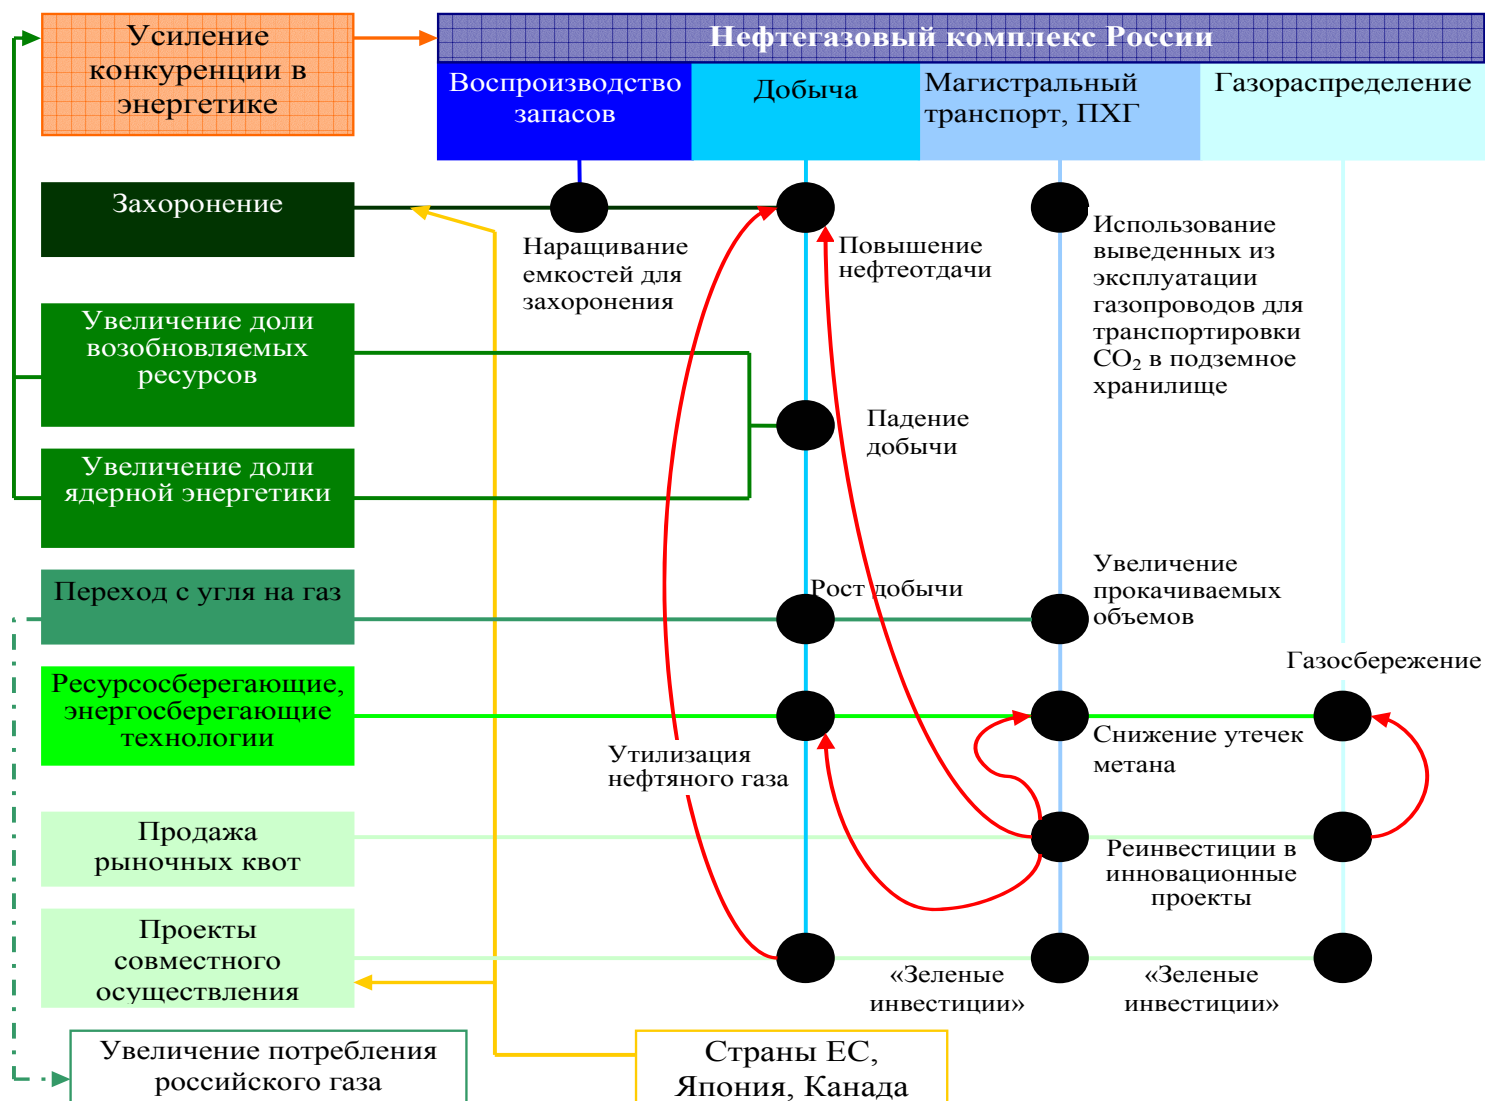 Усиление
конкуренции в
энергетике
Нефтегазовый комплекс России
Воспроизводство
запасов
Добыча
Магистральный
транспорт, ПХГ
Газораспределение
Захоронение
Наращивание
емкостей для
захоронения
Повышение
нефтеотдачи
Использование
выведенных из
эксплуатации
газопроводов для
транспортировки
CO₂ в подземное
хранилище
Увеличение доли
возобновляемых
ресурсов
Падение
добычи
Увеличение доли
ядерной энергетики
Переход с угля на газ
Рост добычи
Увеличение
прокачиваемых
объемов
Газосбережение
Ресурсосберегающие,
энергосберегающие
технологии
Утилизация
нефтяного газа
Снижение утечек
метана
Продажа
рыночных квот
Реинвестиции в
инновационные
проекты
Проекты
совместного
осуществления
«Зеленые
инвестиции»
«Зеленые
инвестиции»
Увеличение потребления
российского газа
Страны ЕС,
Япония, Канада